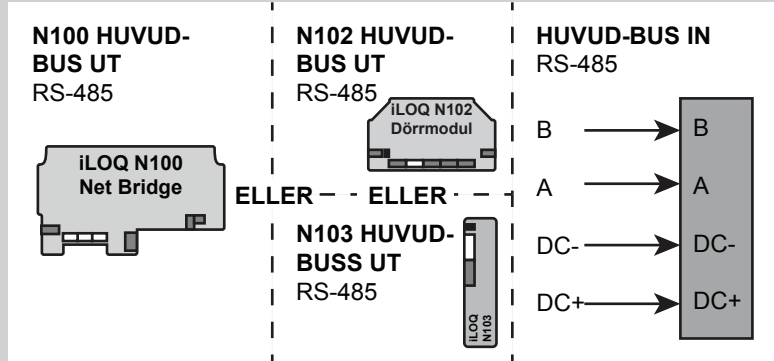 N100 HUVUD-
BUS UT
RS-485
iLOQ N100
Net Bridge
ELLER
N102 HUVUD-
BUS UT
RS-485
iLOQ N102
Dörrmodul
ELLER
N103 HUVUD-
BUSS UT
RS-485
iLOQ
N103
HUVUD-BUS IN
RS-485
B
B
A
A
DC-
DC-
DC+
DC+